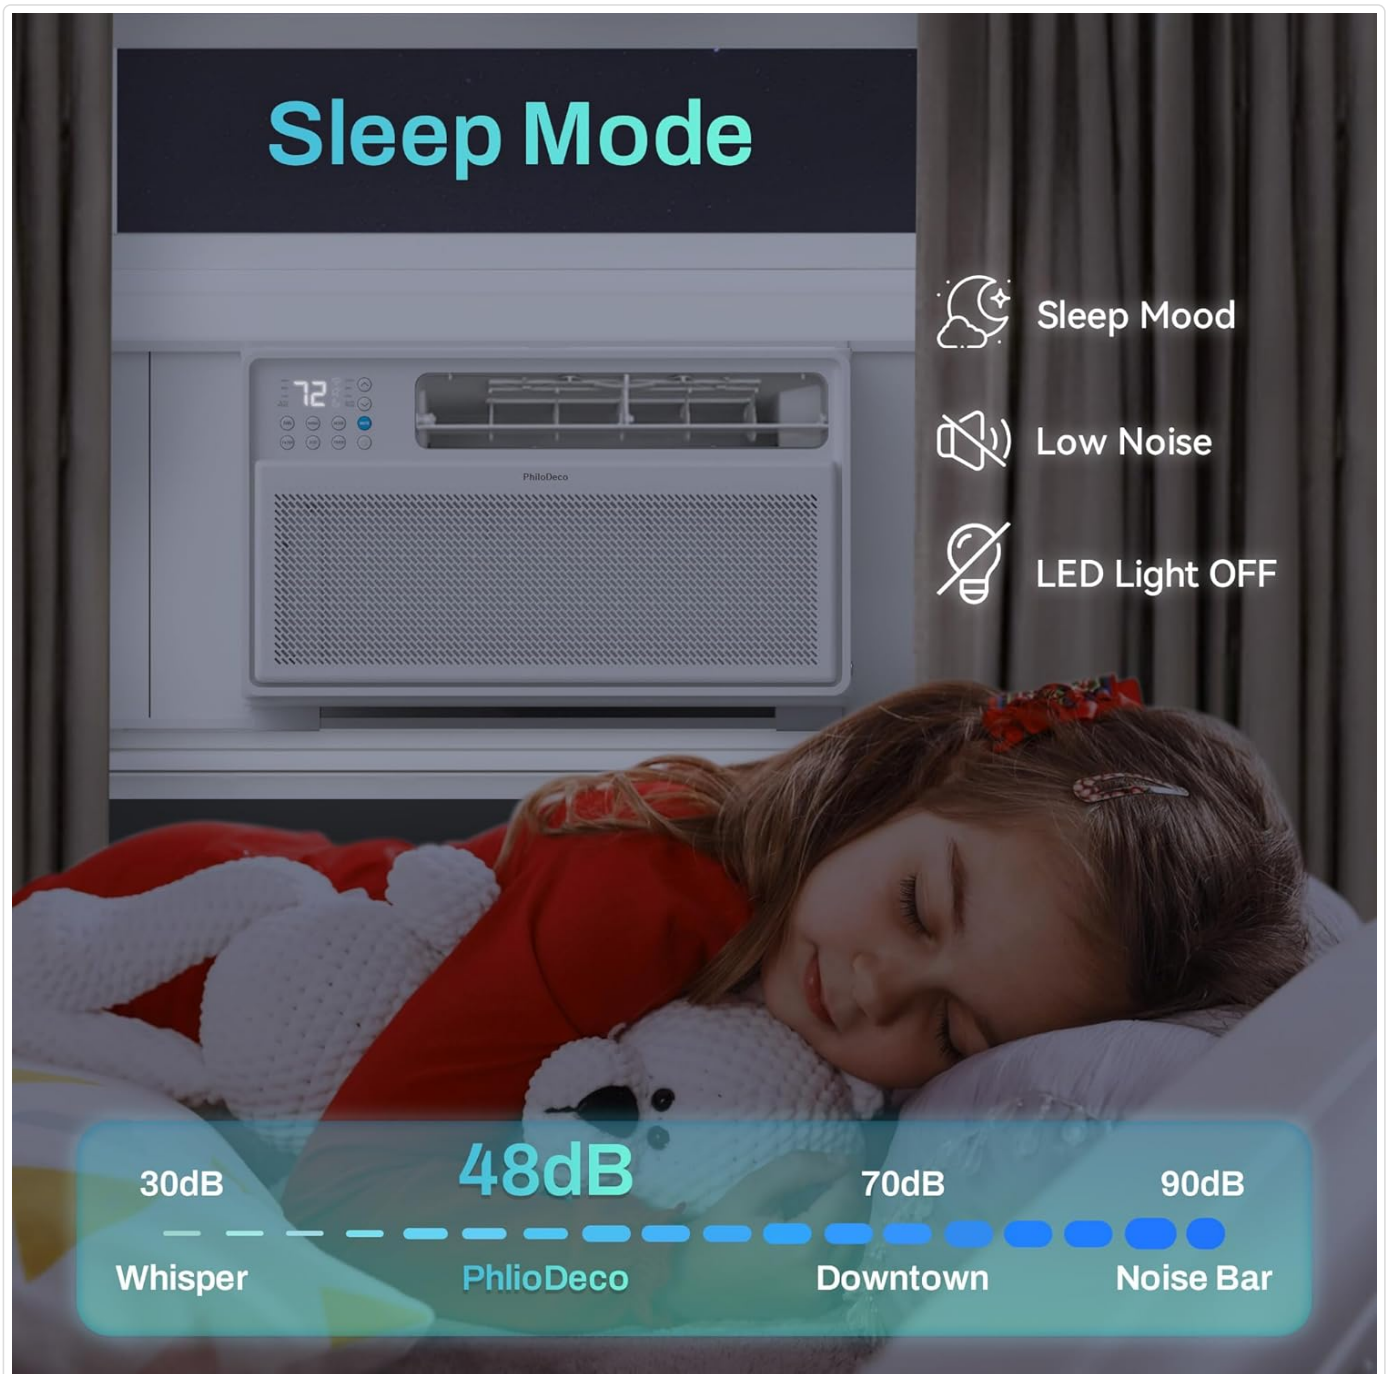 Sleep Mode
Sleep Mood
72
Low Noise
PhiloDeco
LED Light OFF
30dB
48dB
70dB
90dB
Whisper
PhlioDeco
Downtown
Noise Bar